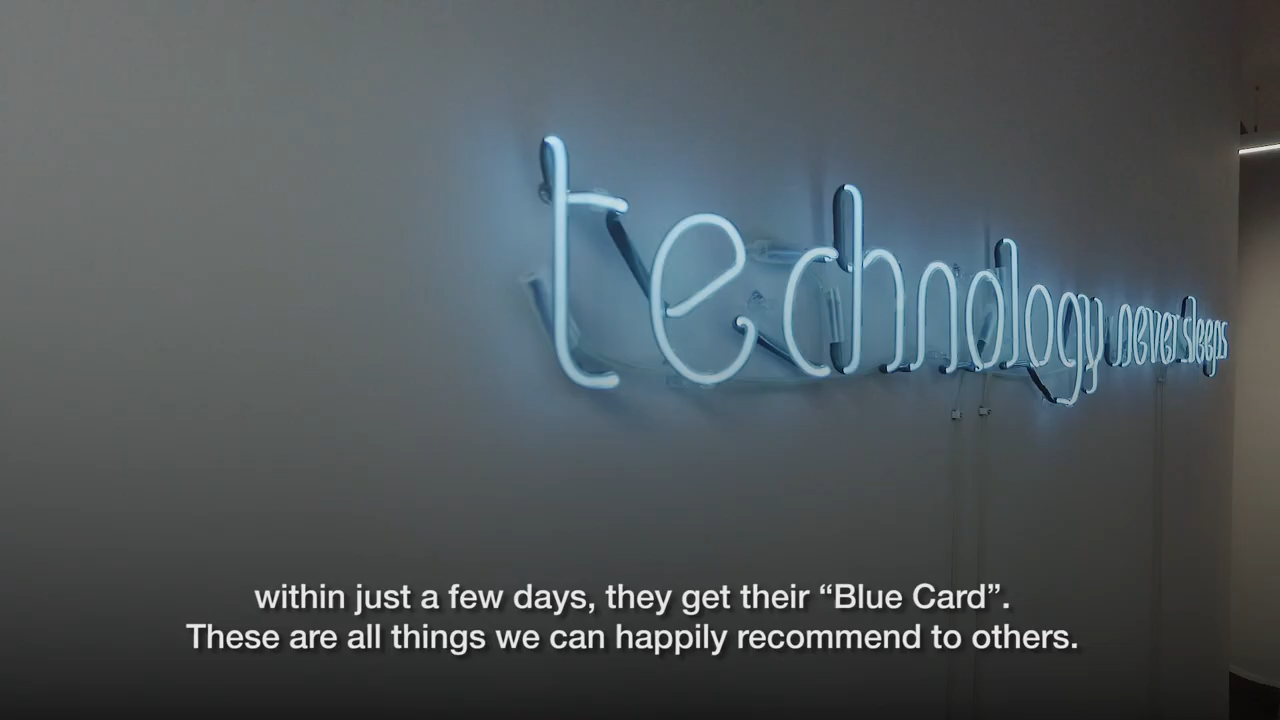 technology never sleeps
within just a few days, they get their “Blue Card”.
These are all things we can happily recommend to others.